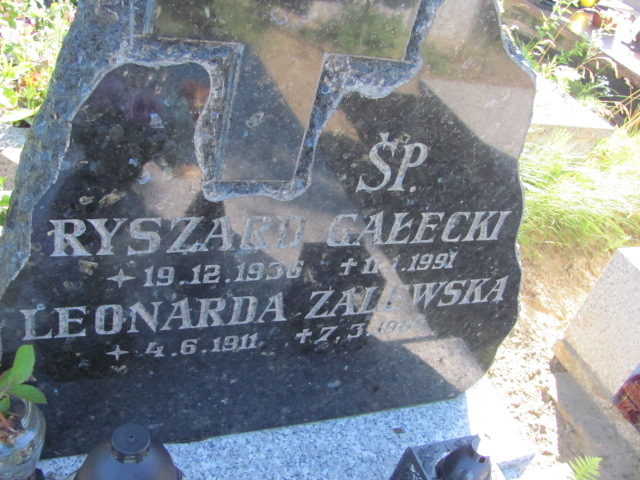 ŚP.
RYSZARD GAŁECKI
19.12.1936
LEONARDA ZALEWSKA
4.6.1911